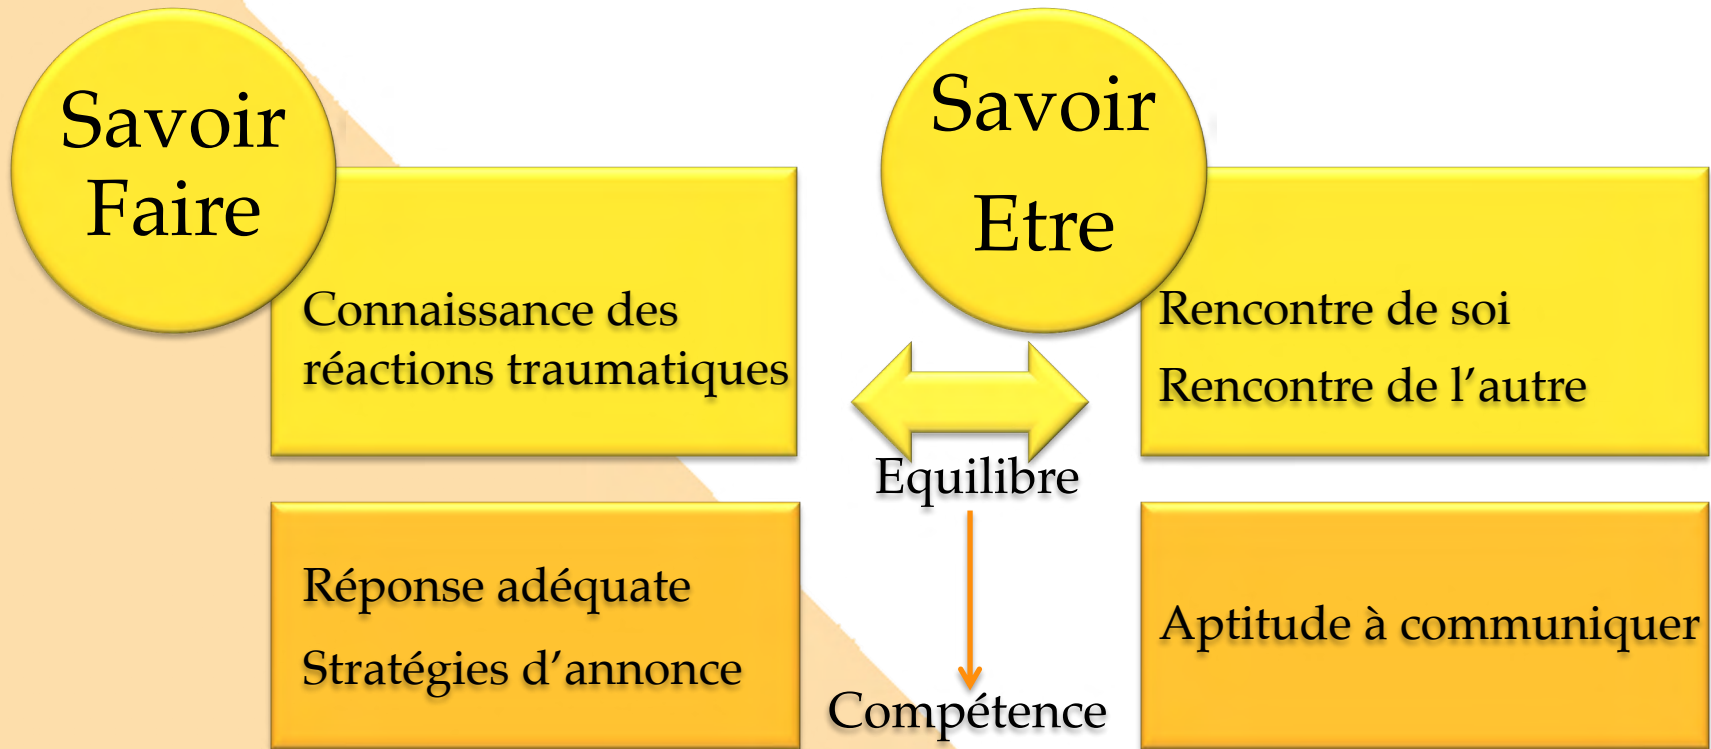 Savoir
Faire
Connaissance des
réactions traumatiques
Réponse adéquate
Stratégies d’annonce
Equilibre
Compétence
Savoir
Etre
Rencontre de soi
Rencontre de l’autre
Aptitude à communiquer